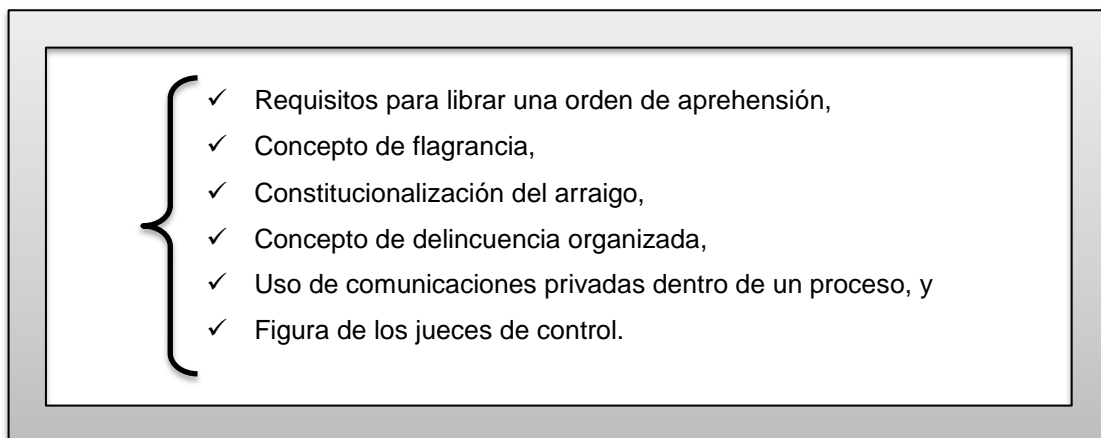 ✓ Requisitos para librar una orden de aprehensión,
✓ Concepto de flagrancia,
✓ Constitucionalización del arraigo,
✓ Concepto de delincuencia organizada,
✓ Uso de comunicaciones privadas dentro de un proceso, y
✓ Figura de los jueces de control.